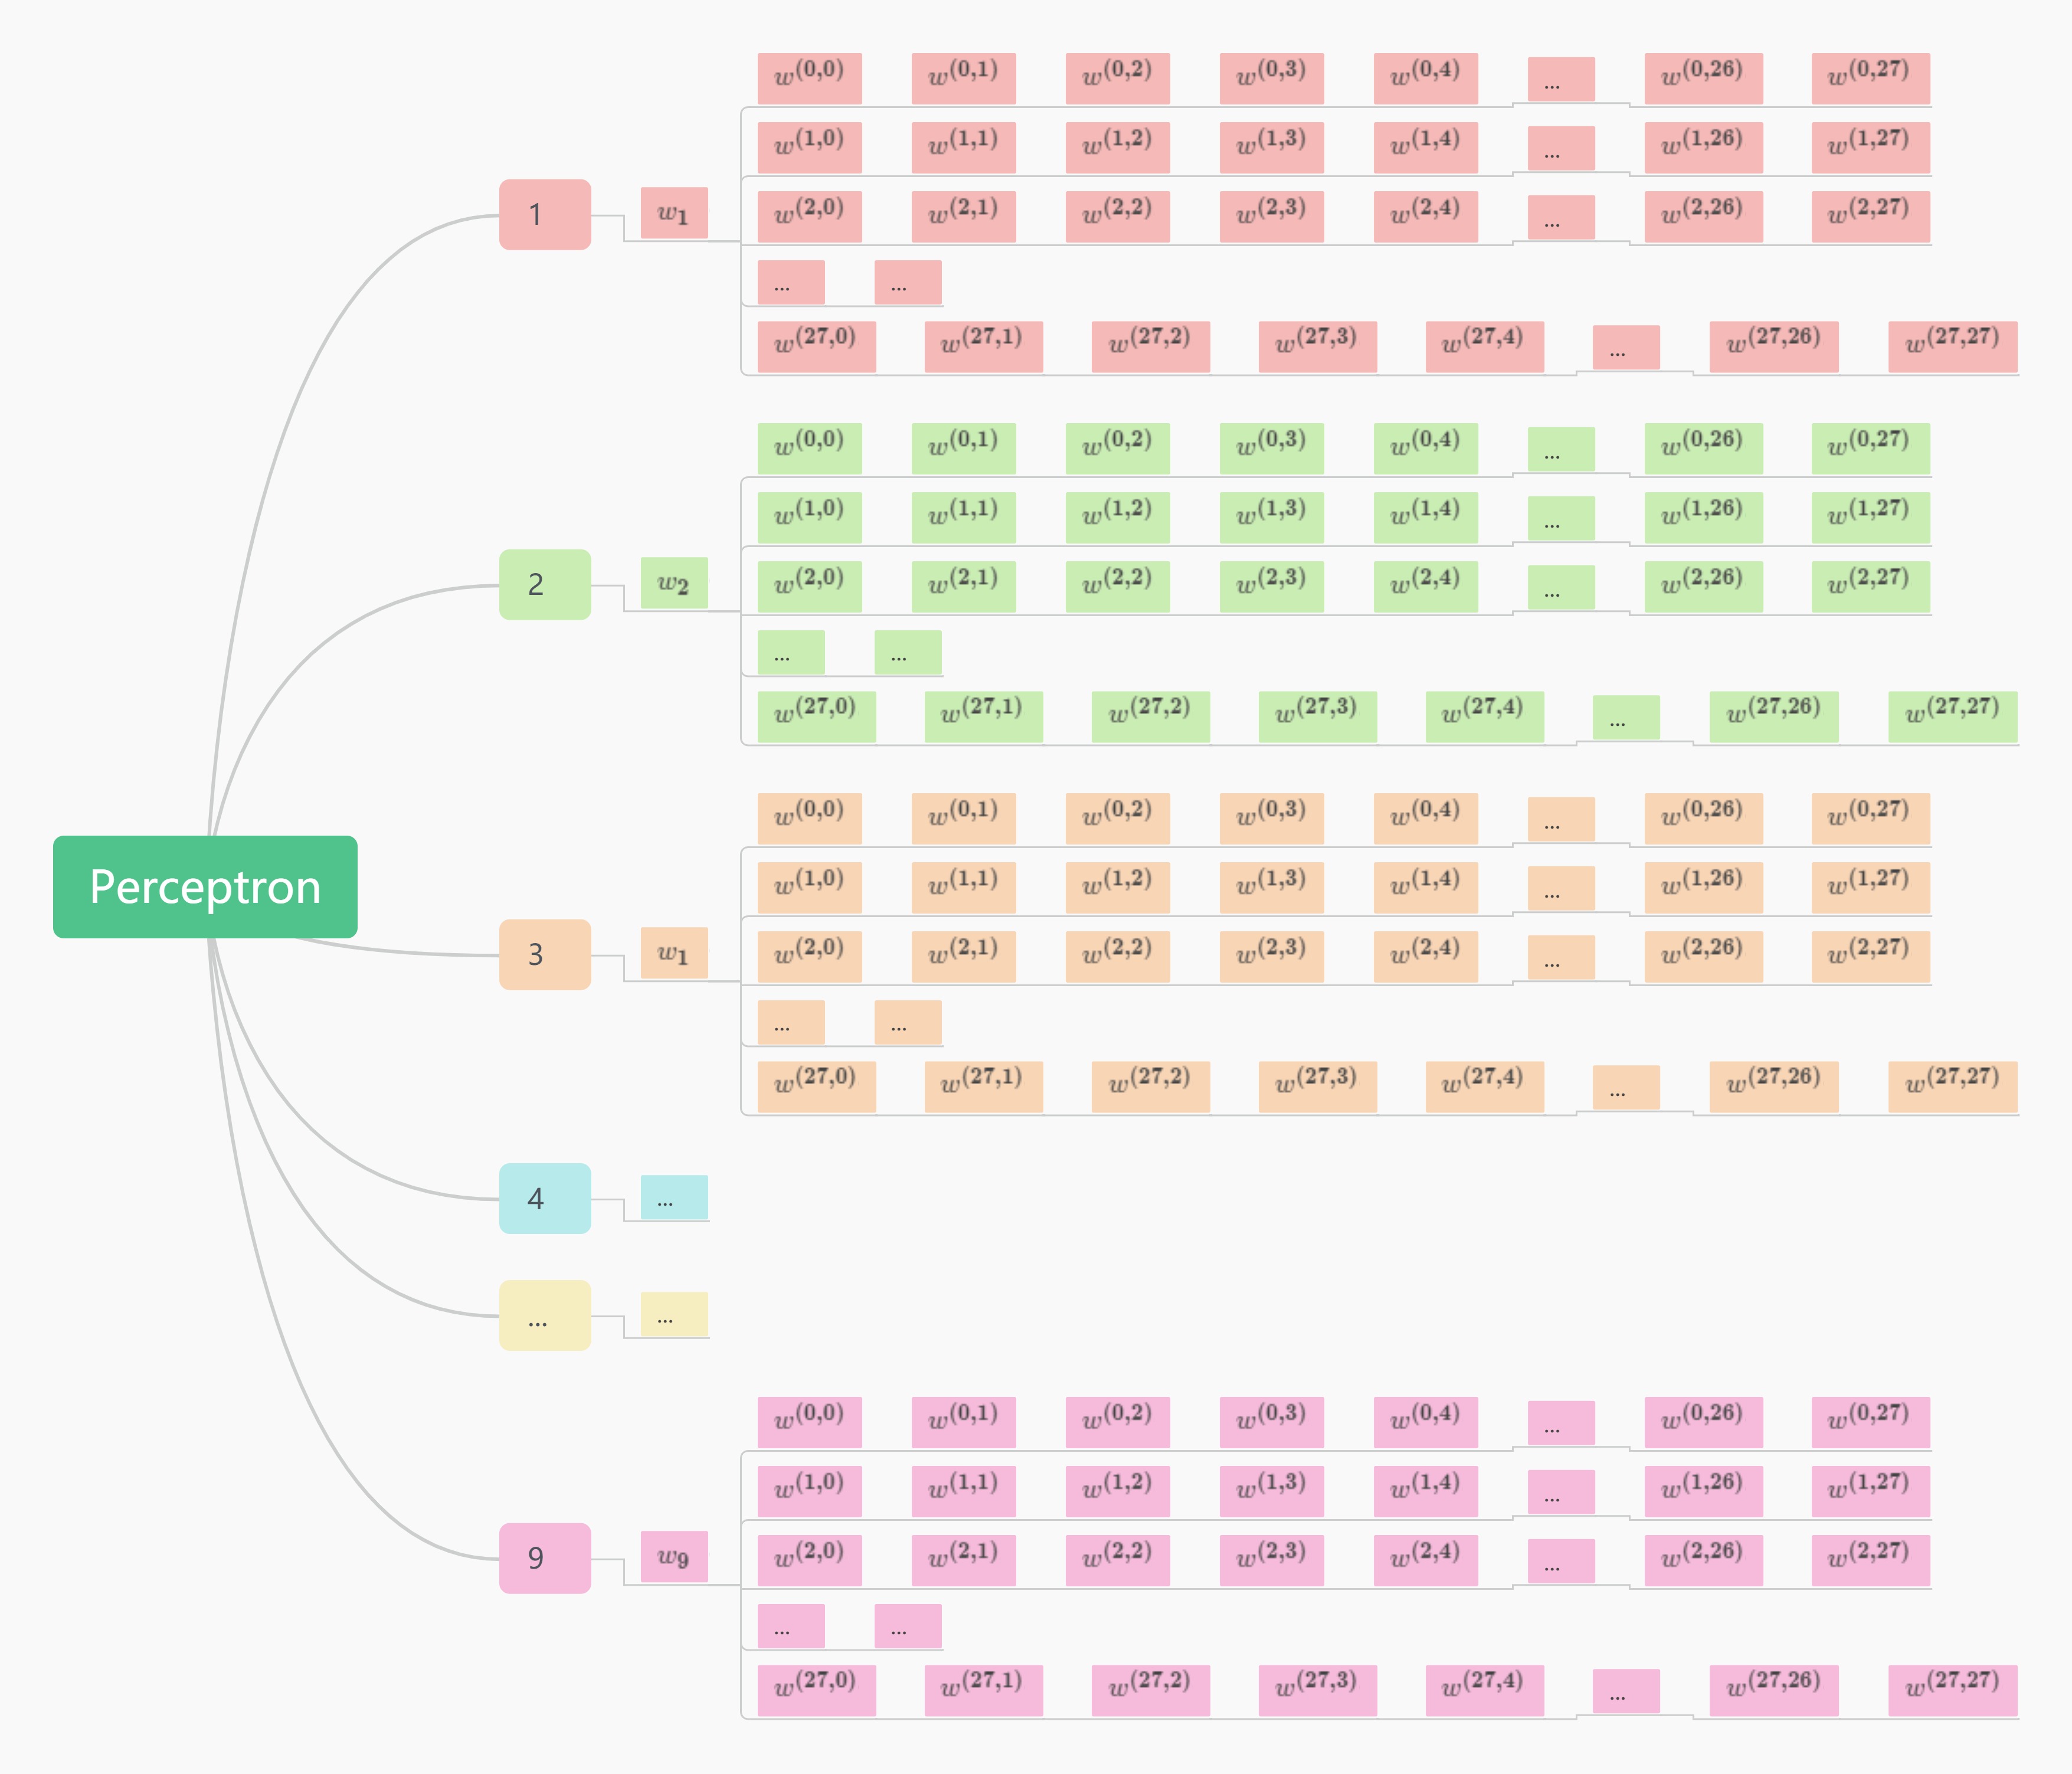 w^(0,0) w^(0,1) w^(0,2) w^(0,3) w^(0,4) ... w^(0,26) w^(0,27)
w^(1,0) w^(1,1) w^(1,2) w^(1,3) w^(1,4) ... w^(1,26) w^(1,27)
1 w₁ w^(2,0) w^(2,1) w^(2,2) w^(2,3) w^(2,4) ... w^(2,26) w^(2,27)
... ...
w^(27,0) w^(27,1) w^(27,2) w^(27,3) w^(27,4) ... w^(27,26) w^(27,27)
w^(0,0) w^(0,1) w^(0,2) w^(0,3) w^(0,4) ... w^(0,26) w^(0,27)
w^(1,0) w^(1,1) w^(1,2) w^(1,3) w^(1,4) ... w^(1,26) w^(1,27)
2 w₂ w^(2,0) w^(2,1) w^(2,2) w^(2,3) w^(2,4) ... w^(2,26) w^(2,27)
... ...
w^(27,0) w^(27,1) w^(27,2) w^(27,3) w^(27,4) ... w^(27,26) w^(27,27)
w^(0,0) w^(0,1) w^(0,2) w^(0,3) w^(0,4) ... w^(0,26) w^(0,27)
Perceptron w^(1,0) w^(1,1) w^(1,2) w^(1,3) w^(1,4) ... w^(1,26) w^(1,27)
3 w₁ w^(2,0) w^(2,1) w^(2,2) w^(2,3) w^(2,4) ... w^(2,26) w^(2,27)
... ...
w^(27,0) w^(27,1) w^(27,2) w^(27,3) w^(27,4) ... w^(27,26) w^(27,27)
4 ...
... ...
w^(0,0) w^(0,1) w^(0,2) w^(0,3) w^(0,4) ... w^(0,26) w^(0,27)
w^(1,0) w^(1,1) w^(1,2) w^(1,3) w^(1,4) ... w^(1,26) w^(1,27)
9 w₉ w^(2,0) w^(2,1) w^(2,2) w^(2,3) w^(2,4) ... w^(2,26) w^(2,27)
... ...
w^(27,0) w^(27,1) w^(27,2) w^(27,3) w^(27,4) ... w^(27,26) w^(27,27)